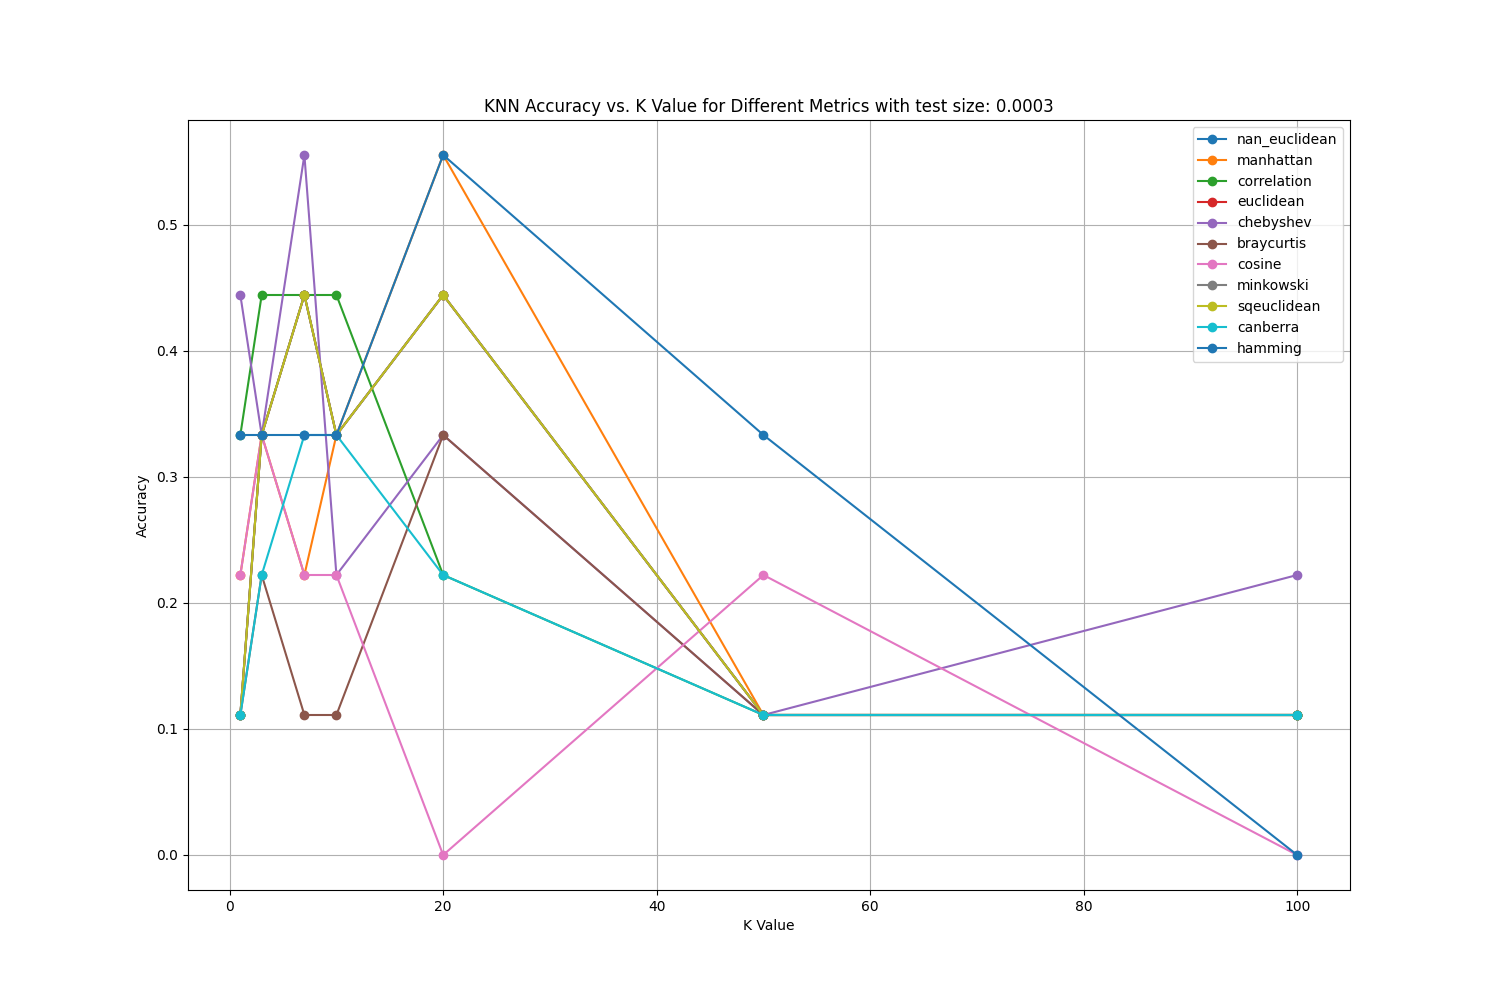 KNN Accuracy vs. K Value for Different Metrics with test size: 0.0003
nan_euclidean
manhattan
correlation
euclidean
chebyshev
braycurtis
cosine
minkowski
sqeuclidean
canberra
hamming
0.5
0.4
0.3
0.2
0.1
0.0
Accuracy
0 20 40 60 80 100
K Value